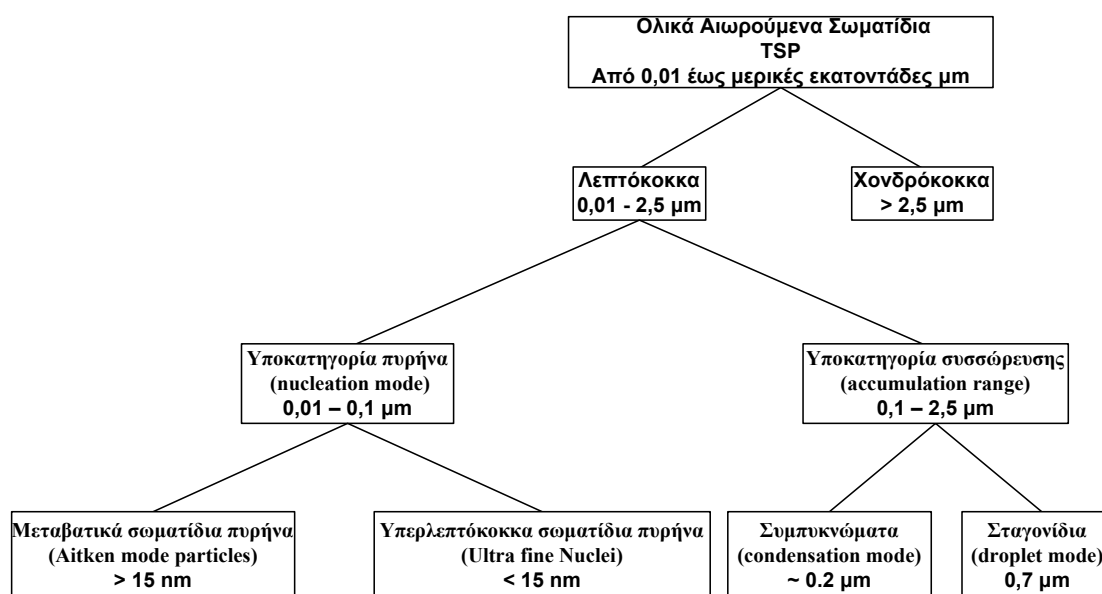 Ολικά Αιωρούμενα Σωματίδια
TSP
Από 0,01 έως μερικές εκατοντάδες μm
Λεπτόκοκκα
0,01 - 2,5 μm
Χονδρόκοκκα
> 2,5 μm
Υποκατηγορία πυρήνα
(nucleation mode)
0,01 – 0,1 μm
Υποκατηγορία συσσώρευσης
(accumulation range)
0,1 – 2,5 μm
Μεταβατικά σωματίδια πυρήνα
(Aitken mode particles)
> 15 nm
Υπερλεπτόκοκκα σωματίδια πυρήνα
(Ultra fine Nuclei)
< 15 nm
Συμπυκνώματα
(condensation mode)
~ 0.2 μm
Σταγονίδια
(droplet mode)
0,7 μm